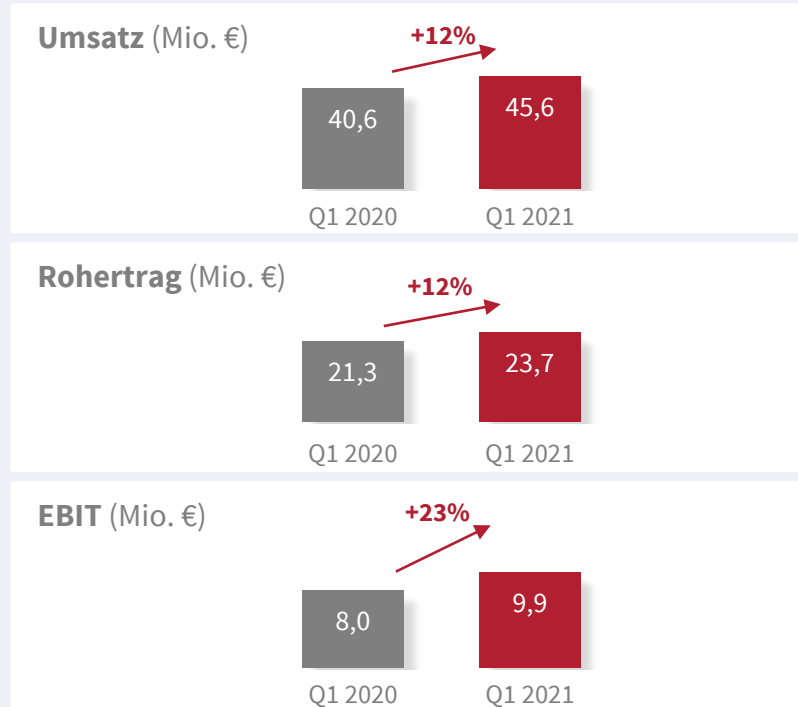 Umsatz (Mio. €)
+12%
40,6
45,6
Q1 2020
Q1 2021
Rohertrag (Mio. €)
+12%
21,3
23,7
Q1 2020
Q1 2021
EBIT (Mio. €)
+23%
8,0
9,9
Q1 2020
Q1 2021